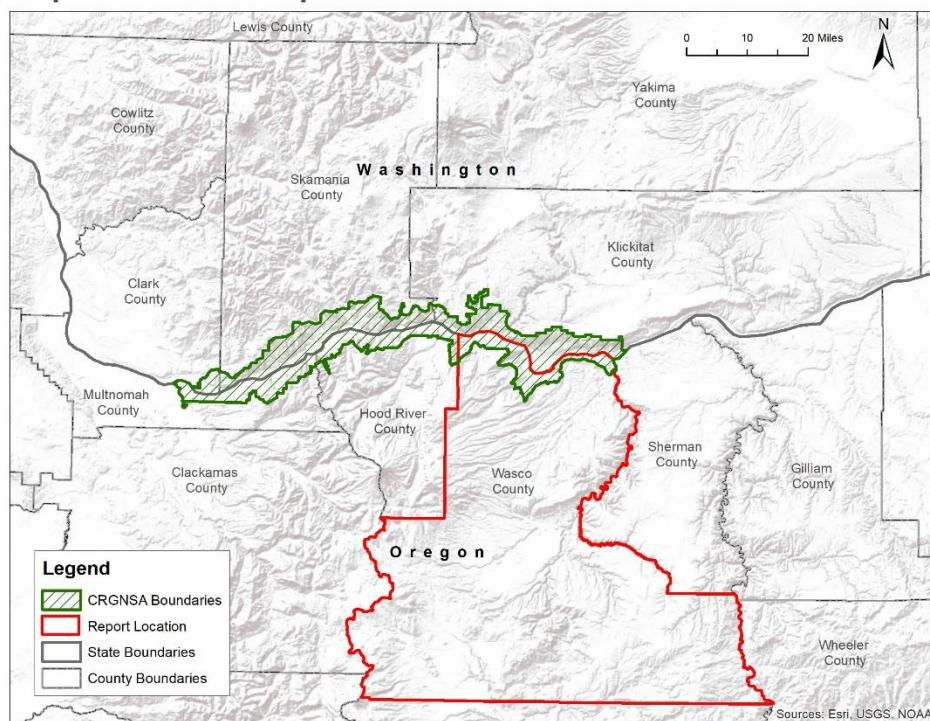 Lewis County
N
0 10 20 Miles
Yakima
County
Cowlitz
County
Washington
Skamania
County
Klickitat
County
Clark
County
Multnomah
County
Hood River
County
Sherman
County
Wasco
County
Gilliam
County
Clackamas
County
Oregon
Legend
CRGNSA Boundaries
Report Location
State Boundaries
County Boundaries
Wheeler
County
Sources: Esri, USGS, NOAA